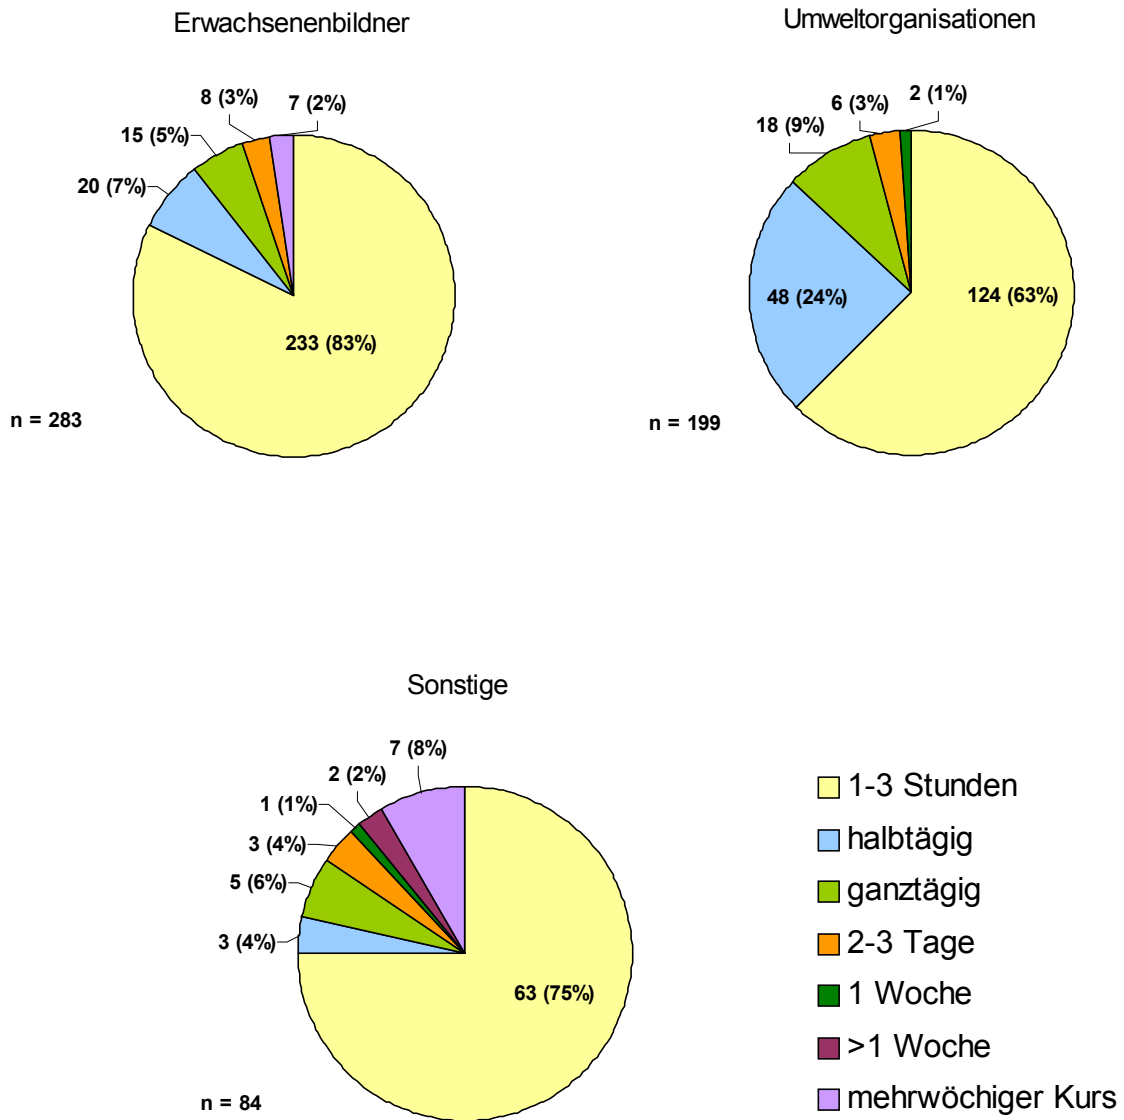 Erwachsenenbildner
8 (3%)
7 (2%)
15 (5%)
20 (7%)
233 (83%)
n = 283
Umweltorganisationen
2 (1%)
6 (3%)
18 (9%)
48 (24%)
124 (63%)
n = 199
Sonstige
7 (8%)
2 (2%)
1 (1%)
3 (4%)
5 (6%)
3 (4%)
63 (75%)
n = 84
1-3 Stunden
halbtägig
ganztägig
2-3 Tage
1 Woche
>1 Woche
mehrwöchiger Kurs